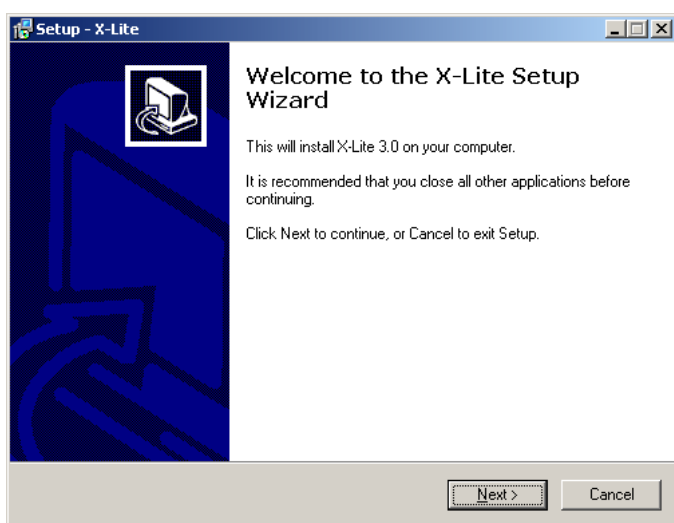 Setup - X-Lite
Welcome to the X-Lite Setup
Wizard
This will install X-Lite 3.0 on your computer.
It is recommended that you close all other applications before
continuing.
Click Next to continue, or Cancel to exit Setup.
Next >
Cancel